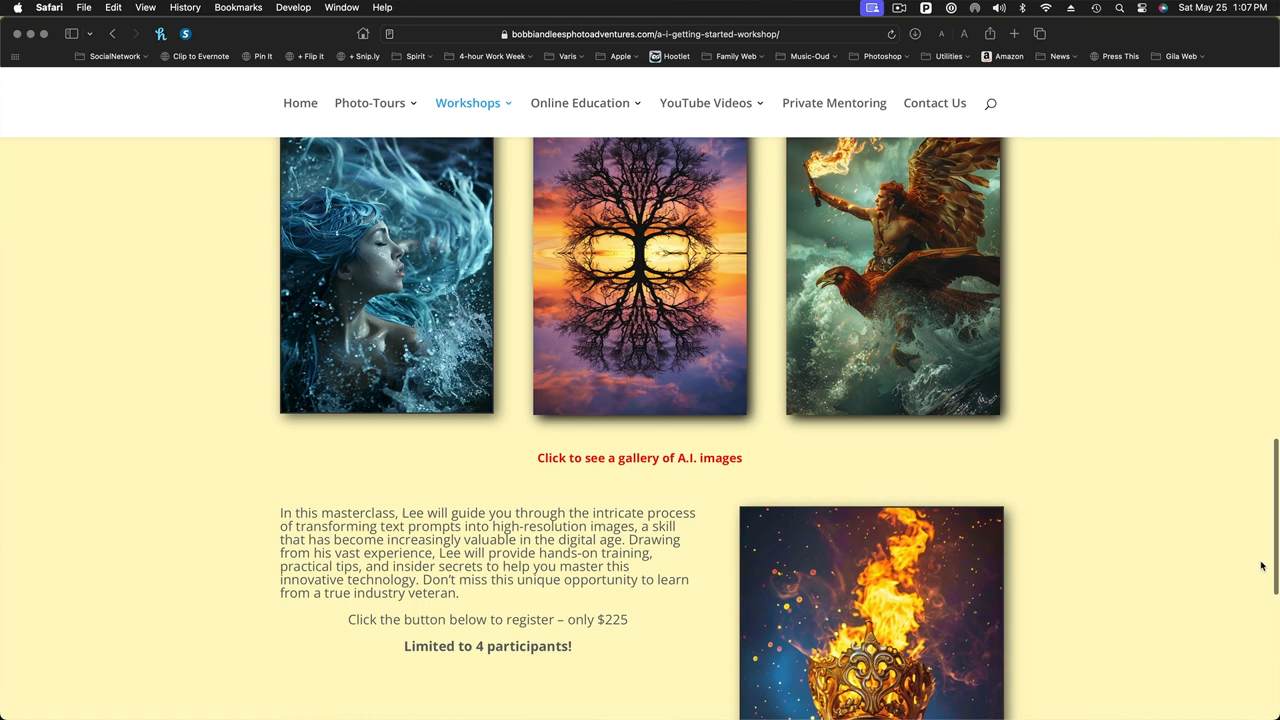 Safari File Edit View History Bookmarks Develop Window Help Sat May 25 1:07 PM
bobbiandleesphotoadventures.com/a-i-getting-started-workshop/
SocialNetwork Clip to Evernote Pin It + Flip it + Snip.ly Spirit 4-hour Work Week Varis Apple Hootlet Family Web Music-Oud Photoshop Utilities Amazon News Press This Gila Web
Home Photo-Tours Workshops Online Education YouTube Videos Private Mentoring Contact Us
Click to see a gallery of A.I. images
In this masterclass, Lee will guide you through the intricate process
of transforming text prompts into high-resolution images, a skill
that has become increasingly valuable in the digital age. Drawing
from his vast experience, Lee will provide hands-on training,
practical tips, and insider secrets to help you master this
innovative technology. Don't miss this unique opportunity to learn
from a true industry veteran.
Click the button below to register – only $225
Limited to 4 participants!